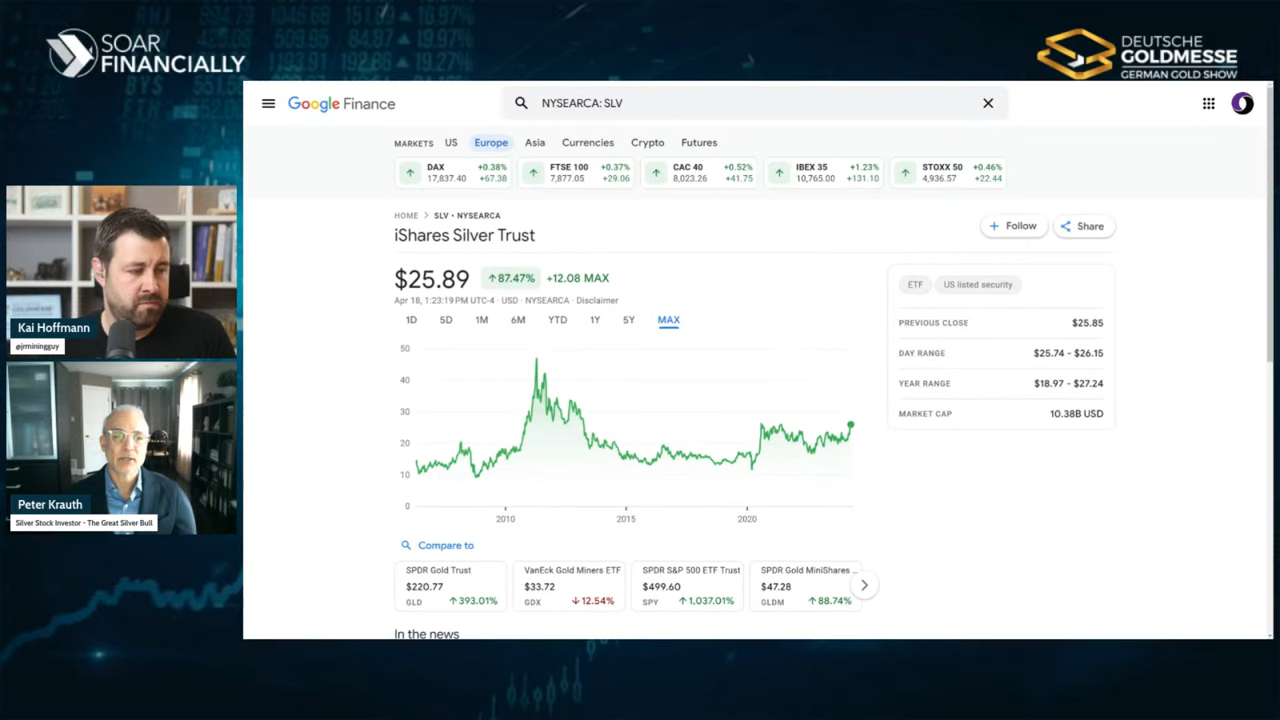 SOAR
FINANCIALLY
DEUTSCHE
GOLDMESSE
GERMAN GOLD SHOW
Google Finance
NYSEARCA: SLV
MARKETS US Europe Asia Currencies Crypto Futures
DAX +0.38%
17,837.40 +67.38
FTSE 100 +0.37%
7,877.05 +29.06
CAC 40 +0.52%
8,023.26 +41.75
IBEX 35 +1.23%
10,765.00 +131.10
STOXX 50 +0.46%
4,936.57 +22.44
HOME > SLV • NYSEARCA
iShares Silver Trust
+ Follow
Share
$25.89 ↑87.47% +12.08 MAX
Apr 18, 1:23:19 PM UTC-4 · USD · NYSEARCA · Disclaimer
1D 5D 1M 6M YTD 1Y 5Y MAX
50
40
30
20
10
0
2010 2015 2020
ETF US listed security
PREVIOUS CLOSE $25.85
DAY RANGE $25.74 - $26.15
YEAR RANGE $18.97 - $27.24
MARKET CAP 10.38B USD
Compare to
SPDR Gold Trust
$220.77
GLD ↑393.01%
VanEck Gold Miners ETF
$33.72
GDX ↓12.54%
SPDR S&P 500 ETF Trust
$499.60
SPY ↑1,037.01%
SPDR Gold MiniShares ...
$47.28
GLDM ↑88.74%
In the news
Kai Hoffmann
@jrminingguy
Peter Krauth
Silver Stock Investor - The Great Silver Bull